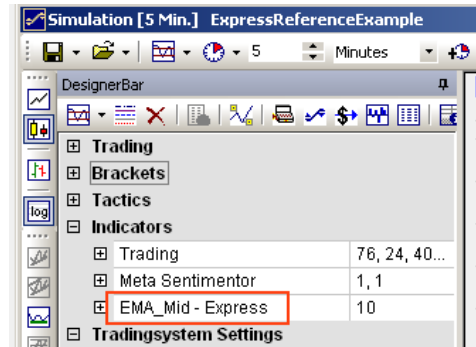 Simulation [5 Min.] ExpressReferenceExample
5 Minutes
DesignerBar
Trading
Brackets
Tactics
log
Indicators
Trading 76, 24, 40...
Meta Sentimentor 1, 1
EMA_Mid - Express 10
Tradingsystem Settings